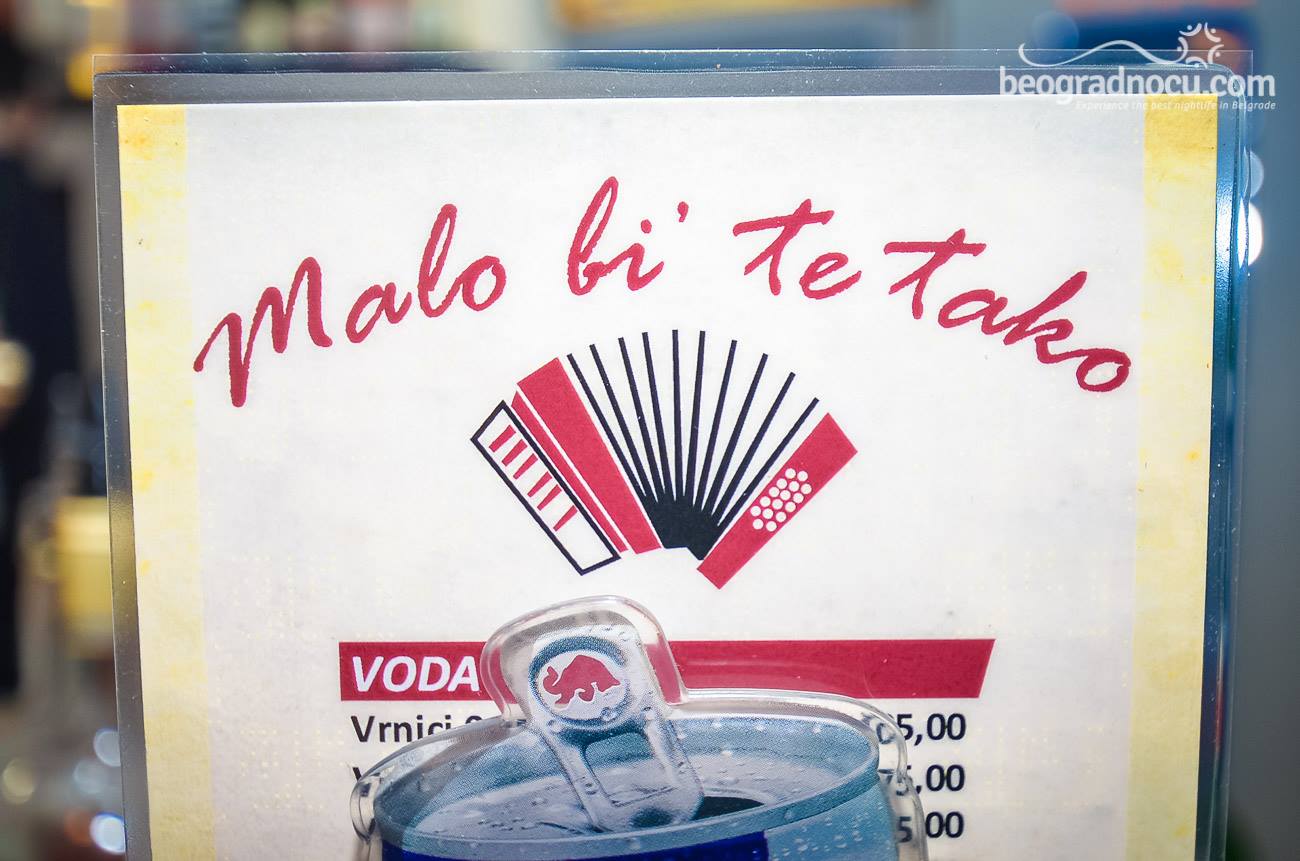 beogradnocu.com
Experience the best nightlife in Belgrade
Malo bi' te tako
VODA
Vrnjci 5,00
5,00
5,00